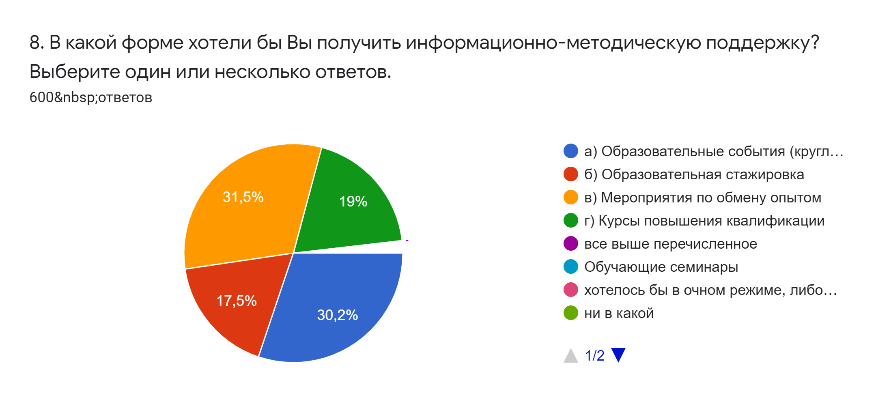 8. В какой форме хотели бы Вы получить информационно-методическую поддержку?
Выберите один или несколько ответов.
600&nbsp;ответов
31,5%
19%
17,5%
30,2%
а) Образовательные события (кругл…
б) Образовательная стажировка
в) Мероприятия по обмену опытом
г) Курсы повышения квалификации
все выше перечисленное
Обучающие семинары
хотелось бы в очном режиме, либо…
ни в какой
1/2